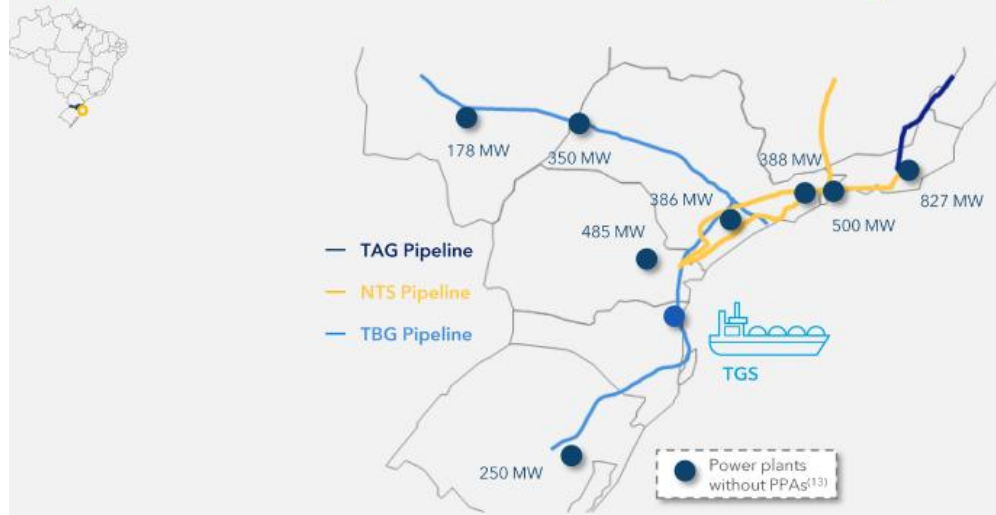 178 MW
350 MW
388 MW
386 MW
500 MW
827 MW
485 MW
TAG Pipeline
NTS Pipeline
TBG Pipeline
TGS
250 MW
Power plants
without PPAs(13)